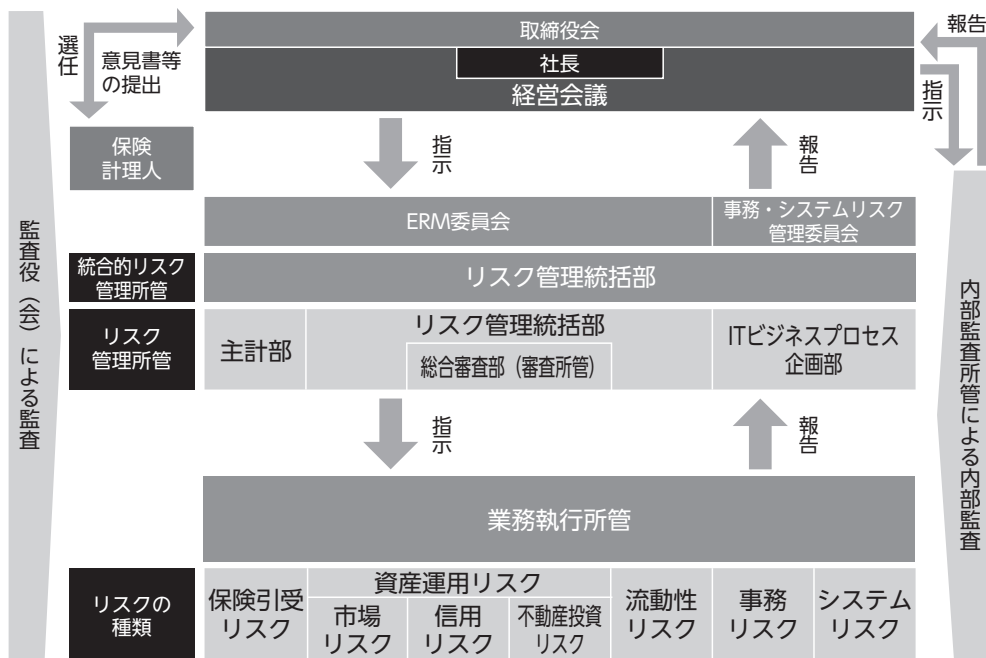 取締役会
社長
経営会議
選任
意見書等
の提出
報告
指示
保険
計理人
指示
報告
ERM委員会
事務・システムリスク
管理委員会
統合的リスク
管理所管
リスク管理統括部
リスク
管理所管
主計部
リスク管理統括部
総合審査部（審査所管）
ITビジネスプロセス
企画部
指示
報告
業務執行所管
リスクの
種類
保険引受
リスク
資産運用リスク
市場
リスク
信用
リスク
不動産投資
リスク
流動性
リスク
事務
リスク
システム
リスク
監査役（会）による監査
内部監査所管による内部監査